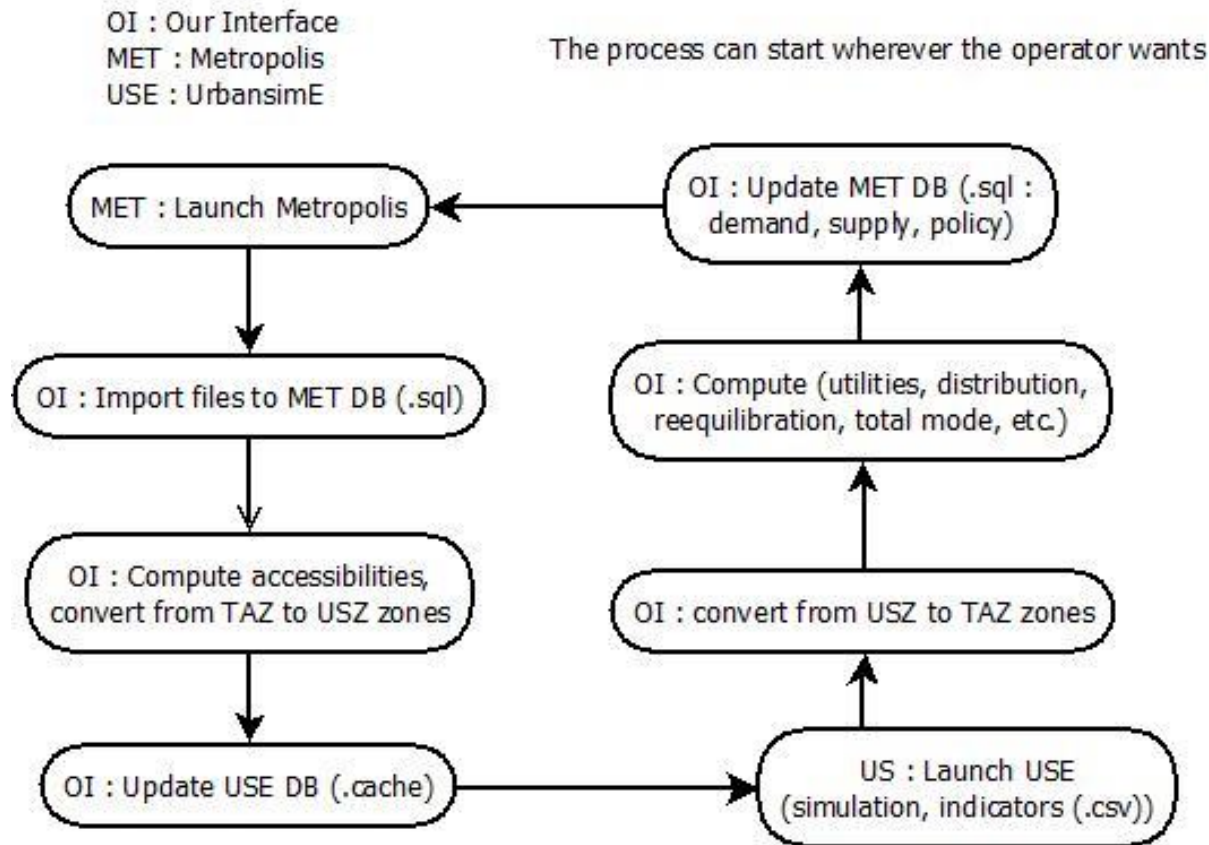 OI : Our Interface
MET : Metropolis
USE : UrbansimE
The process can start wherever the operator wants
MET : Launch Metropolis
OI : Update MET DB (.sql :
demand, supply, policy)
OI : Import files to MET DB (.sql)
OI : Compute (utilities, distribution,
reequilibration, total mode, etc.)
OI : Compute accessibilities,
convert from TAZ to USZ zones
OI : convert from USZ to TAZ zones
OI : Update USE DB (.cache)
US : Launch USE
(simulation, indicators (.csv))